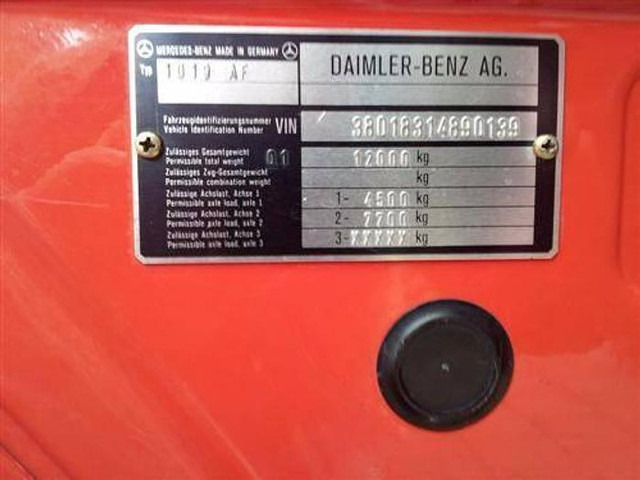 MERCEDES-BENZ MADE IN GERMANY
Typ 1019 AF
DAIMLER-BENZ AG.
Fahrzeugidentifizierungsnummer
Vehicle Identification Number VIN 38018314890139
Zulässiges Gesamtgewicht
Permissible total weight 01 12000 kg
Zulässiges Zug-Gesamtgewicht
Permissible combination weight kg
Zulässige Achslast, Achse 1
Permissible axle load, axle 1 1- 4500 kg
Zulässige Achslast, Achse 2
Permissible axle load, axle 2 2- 7700 kg
Zulässige Achslast, Achse 3
Permissible axle load, axle 3 3- XXXXX kg